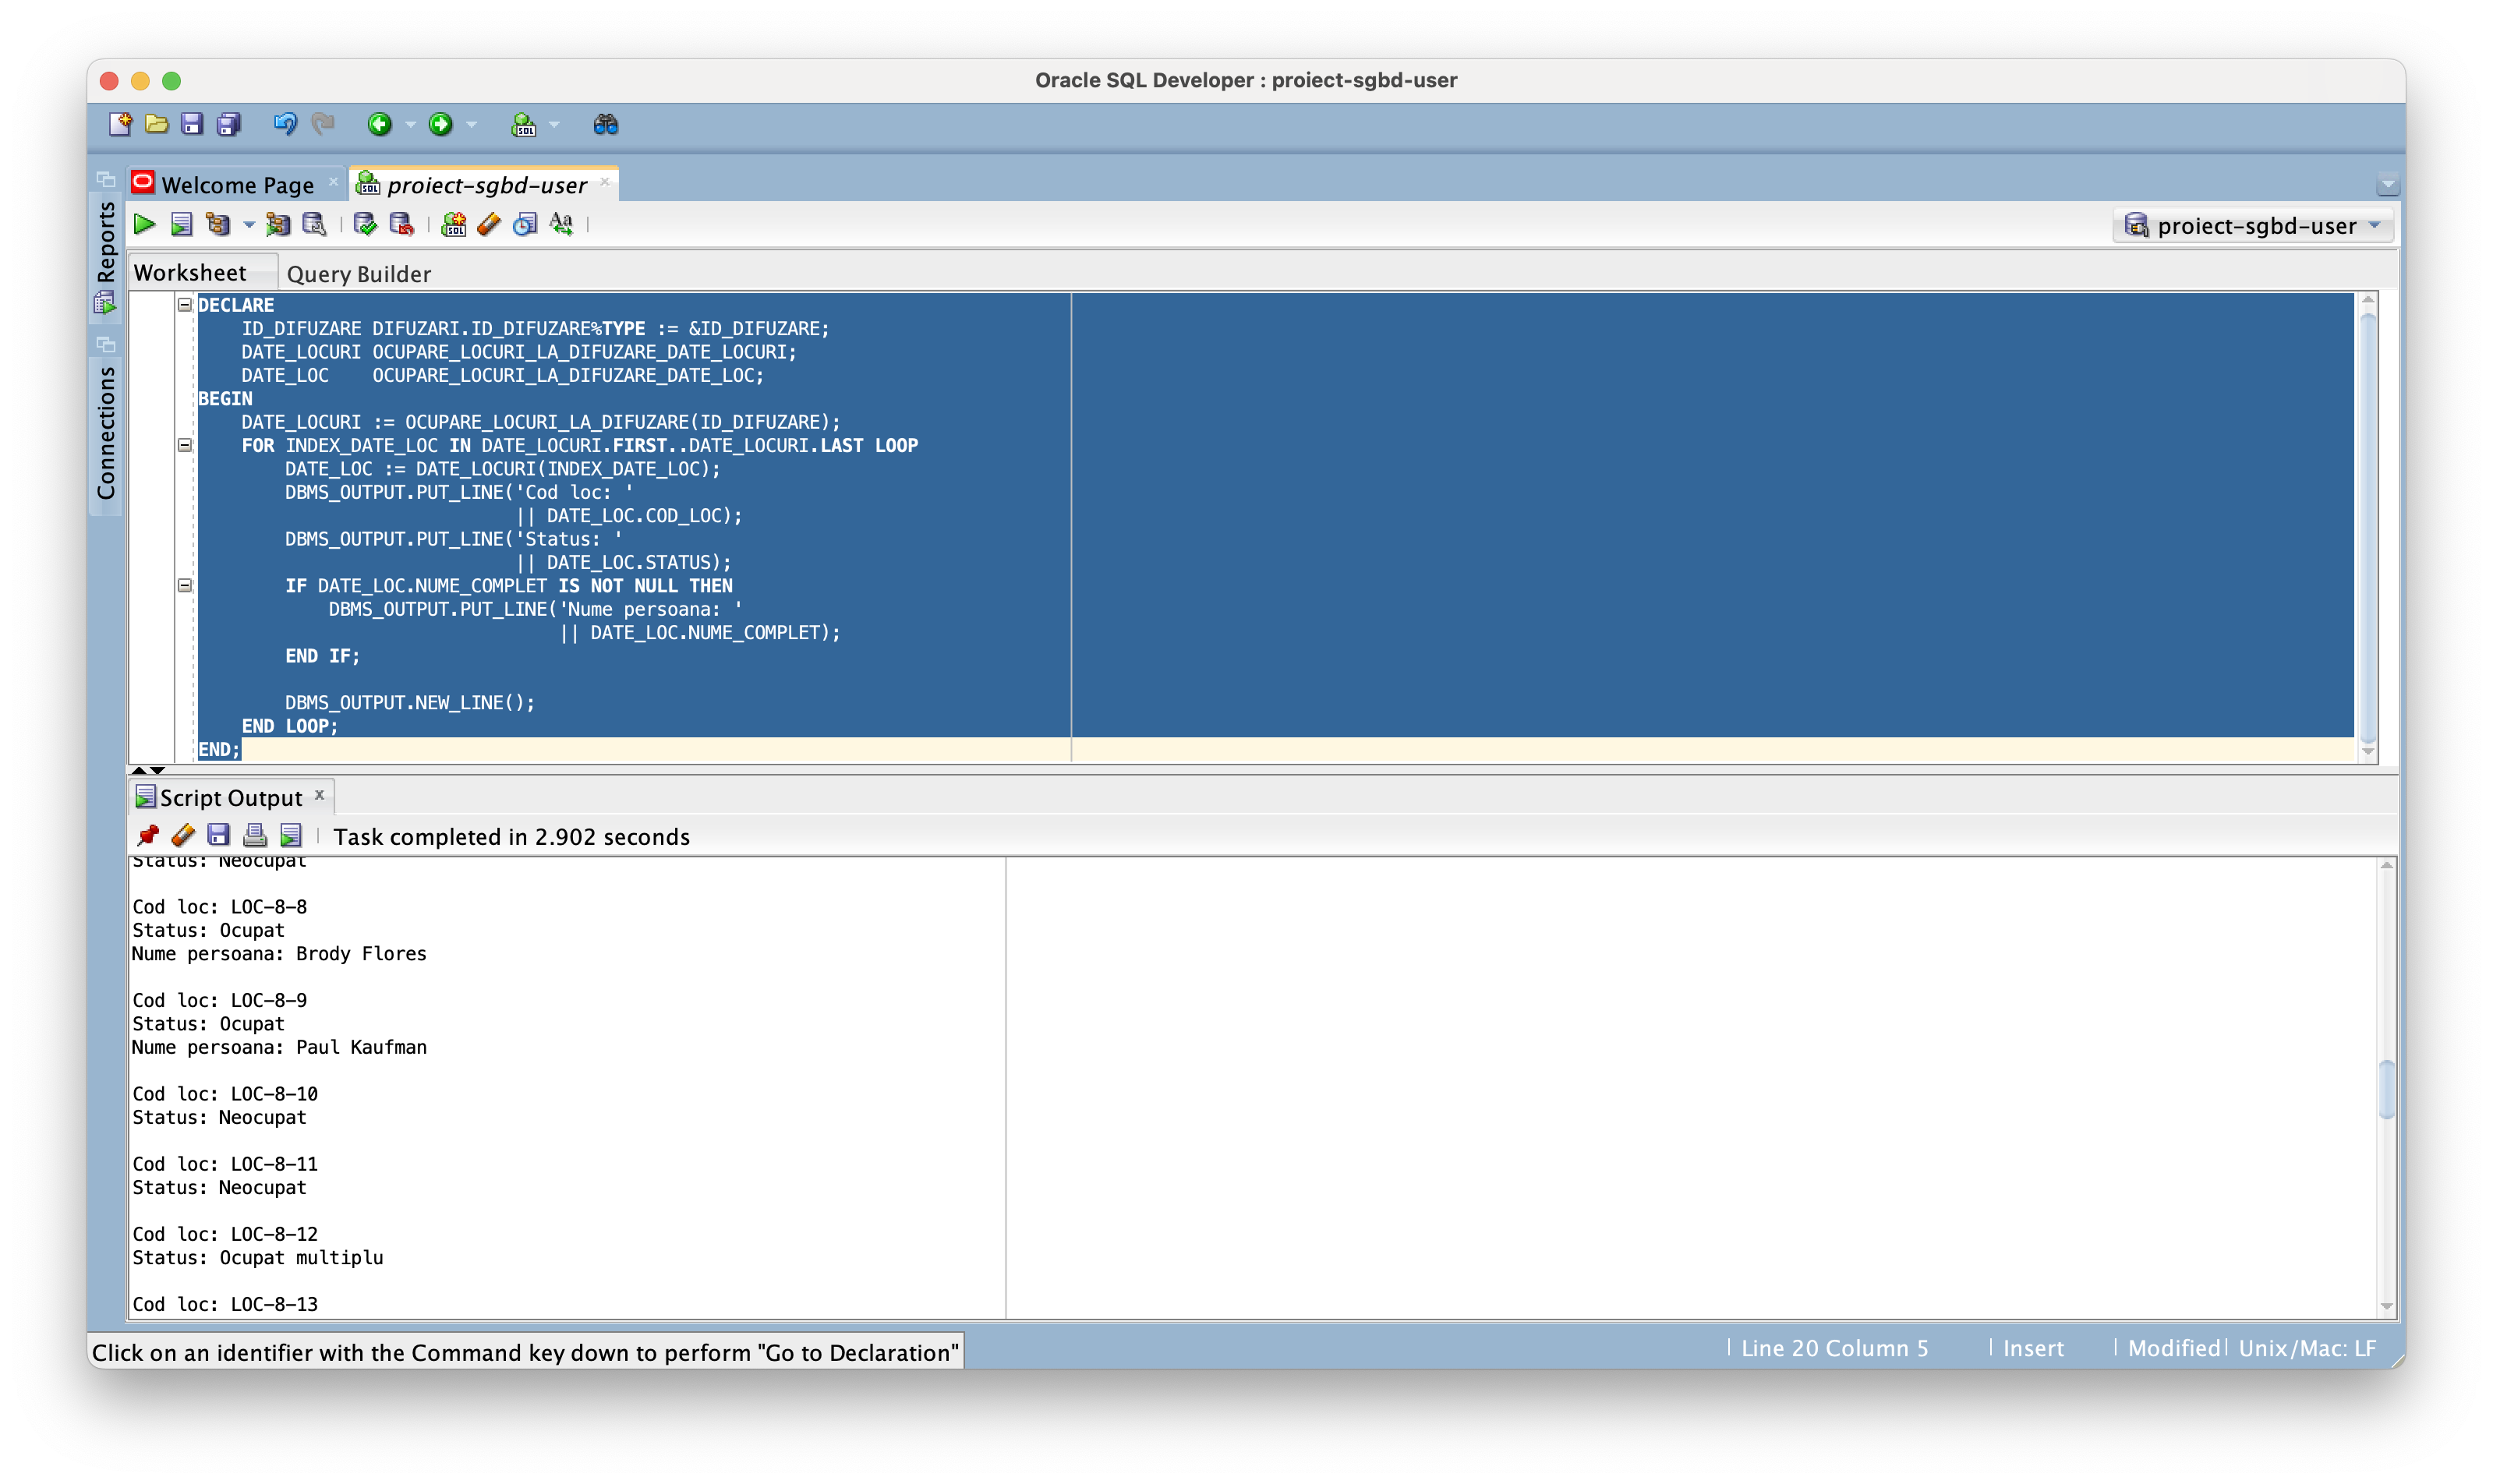 Oracle SQL Developer : proiect-sgbd-user
Welcome Page
proiect-sgbd-user
Reports
Connections
proiect-sgbd-user
Worksheet
Query Builder
DECLARE
    ID_DIFUZARE DIFUZARI.ID_DIFUZARE%TYPE := &ID_DIFUZARE;
    DATE_LOCURI OCUPARE_LOCURI_LA_DIFUZARE_DATE_LOCURI;
    DATE_LOC    OCUPARE_LOCURI_LA_DIFUZARE_DATE_LOC;
BEGIN
    DATE_LOCURI := OCUPARE_LOCURI_LA_DIFUZARE(ID_DIFUZARE);
    FOR INDEX_DATE_LOC IN DATE_LOCURI.FIRST..DATE_LOCURI.LAST LOOP
        DATE_LOC := DATE_LOCURI(INDEX_DATE_LOC);
        DBMS_OUTPUT.PUT_LINE('Cod loc: '
                             || DATE_LOC.COD_LOC);
        DBMS_OUTPUT.PUT_LINE('Status: '
                             || DATE_LOC.STATUS);
        IF DATE_LOC.NUME_COMPLET IS NOT NULL THEN
            DBMS_OUTPUT.PUT_LINE('Nume persoana: '
                                 || DATE_LOC.NUME_COMPLET);
        END IF;
        DBMS_OUTPUT.NEW_LINE();
    END LOOP;
END;
Script Output
Task completed in 2.902 seconds
Status: Neocupat
Cod loc: LOC-8-8
Status: Ocupat
Nume persoana: Brody Flores
Cod loc: LOC-8-9
Status: Ocupat
Nume persoana: Paul Kaufman
Cod loc: LOC-8-10
Status: Neocupat
Cod loc: LOC-8-11
Status: Neocupat
Cod loc: LOC-8-12
Status: Ocupat multiplu
Cod loc: LOC-8-13
Click on an identifier with the Command key down to perform "Go to Declaration"
Line 20 Column 5
Insert
Modified
Unix/Mac: LF